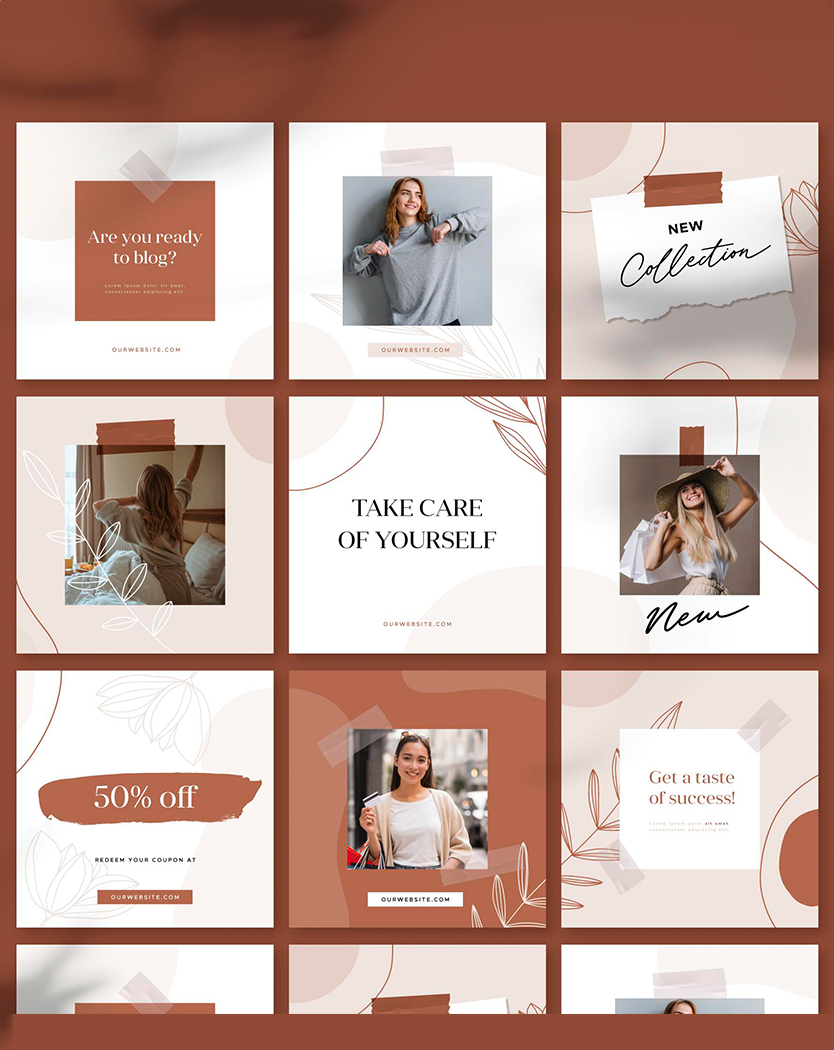 Are you ready
to blog?
Lorem ipsum dolor sit amet,
consectetuer adipiscing elit.
OURWEBSITE.COM
OURWEBSITE.COM
NEW
Collection
TAKE CARE
OF YOURSELF
OURWEBSITE.COM
New
50% off
REDEEM YOUR COUPON AT
OURWEBSITE.COM
OURWEBSITE.COM
Get a taste
of success!
Lorem ipsum dolor sit amet,
consectetuer adipiscing elit.